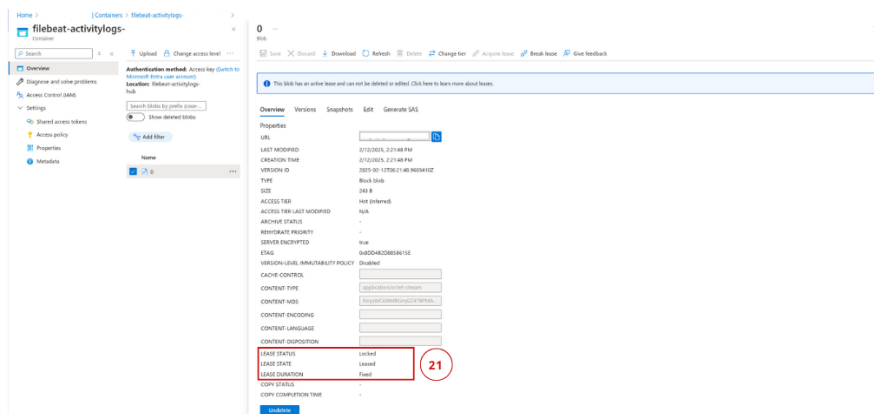 Home >
| Containers > filebeat-activitylogs-
>
filebeat-activitylogs-
Container
Search
Overview
Diagnose and solve problems
Access Control (IAM)
Settings
Shared access tokens
Access policy
Properties
Metadata
Upload
Change access level
Authentication method: Access key (Switch to
Microsoft Entra user account)
Location: filebeat-activitylogs-
hub
Search blobs by prefix (case-...
Show deleted blobs
Add filter
Name
0
0
Blob
Save Discard Download Refresh Delete Change tier Acquire lease Break lease Give feedback
This blob has an active lease and can not be deleted or edited. Click here to learn more about leases.
Overview Versions Snapshots Edit Generate SAS
Properties
URL
LAST MODIFIED 2/12/2025, 2:21:48 PM
CREATION TIME 2/12/2025, 2:21:48 PM
VERSION ID
TYPE Block blob
SIZE 243 B
ACCESS TIER Hot (Inferred)
ACCESS TIER LAST MODIFIED N/A
ARCHIVE STATUS -
REHYDRATE PRIORITY -
SERVER ENCRYPTED true
ETAG
VERSION-LEVEL IMMUTABILITY POLICY Disabled
CACHE-CONTROL
CONTENT-TYPE application/octet-stream
CONTENT-MD5
CONTENT-ENCODING
CONTENT-LANGUAGE
CONTENT-DISPOSITION
LEASE STATUS Locked
LEASE STATE Leased
LEASE DURATION Fixed
21
COPY STATUS -
COPY COMPLETION TIME -
Undelete